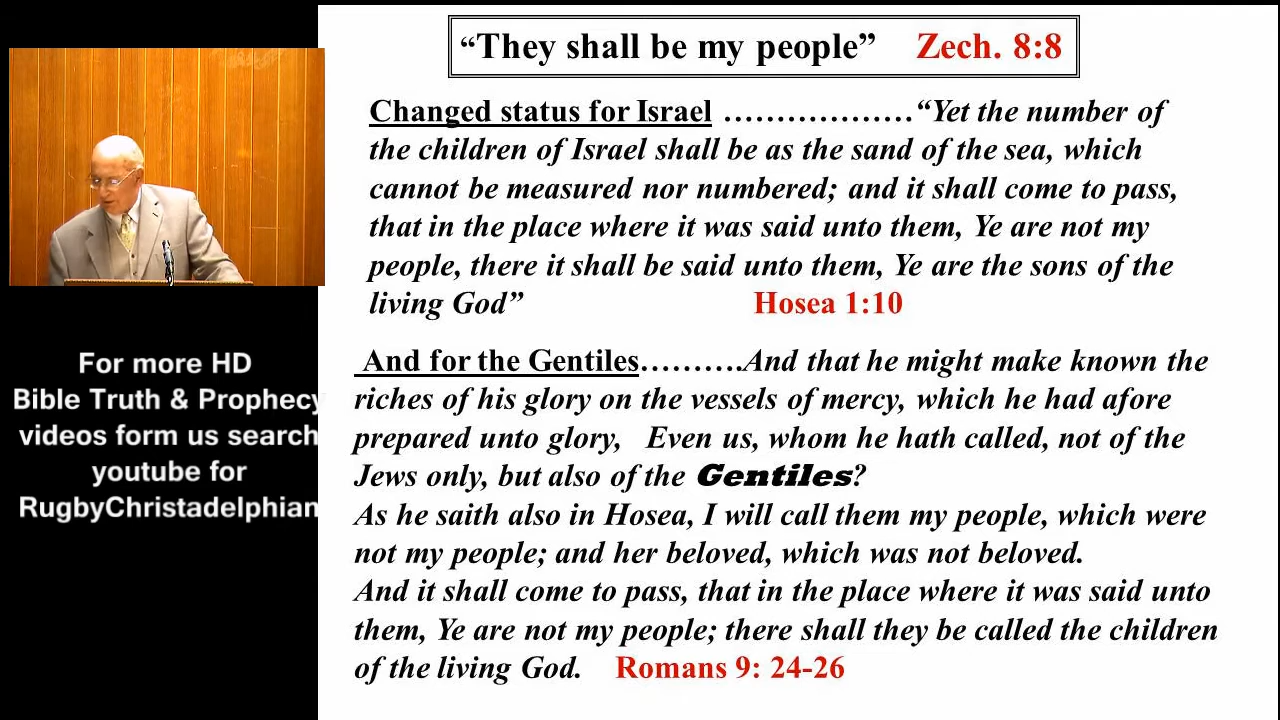 “They shall be my people” Zech. 8:8
Changed status for Israel ………………“Yet the number of
the children of Israel shall be as the sand of the sea, which
cannot be measured nor numbered; and it shall come to pass,
that in the place where it was said unto them, Ye are not my
people, there it shall be said unto them, Ye are the sons of the
living God” Hosea 1:10
And for the Gentiles……….And that he might make known the
riches of his glory on the vessels of mercy, which he had afore
prepared unto glory, Even us, whom he hath called, not of the
Jews only, but also of the Gentiles?
As he saith also in Hosea, I will call them my people, which were
not my people; and her beloved, which was not beloved.
And it shall come to pass, that in the place where it was said unto
them, Ye are not my people; there shall they be called the children
of the living God. Romans 9: 24-26
For more HD
Bible Truth & Prophecy
videos form us search
youtube for
RugbyChristadelphian